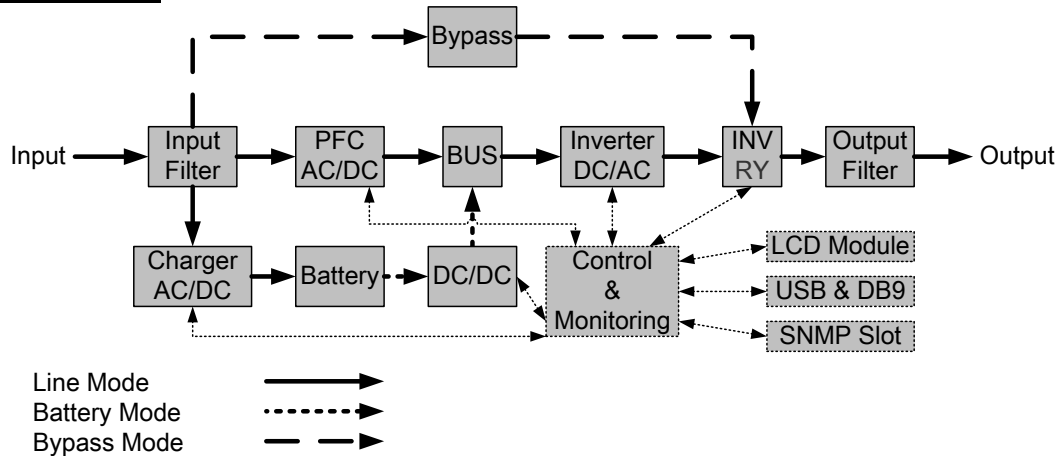 Bypass
Input
Input
Filter
PFC
AC/DC
BUS
Inverter
DC/AC
INV
RY
Output
Filter
Output
Charger
AC/DC
Battery
DC/DC
Control
&
Monitoring
LCD Module
USB & DB9
SNMP Slot
Line Mode
Battery Mode
Bypass Mode